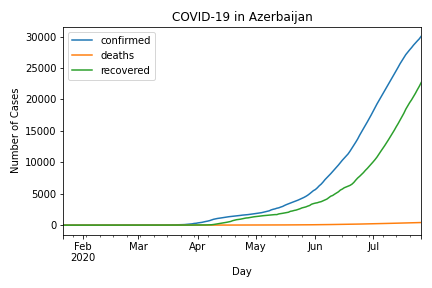 COVID-19 in Azerbaijan
confirmed
deaths
recovered
Number of Cases
30000
25000
20000
15000
10000
5000
0
Feb
2020
Mar
Apr
May
Jun
Jul
Day